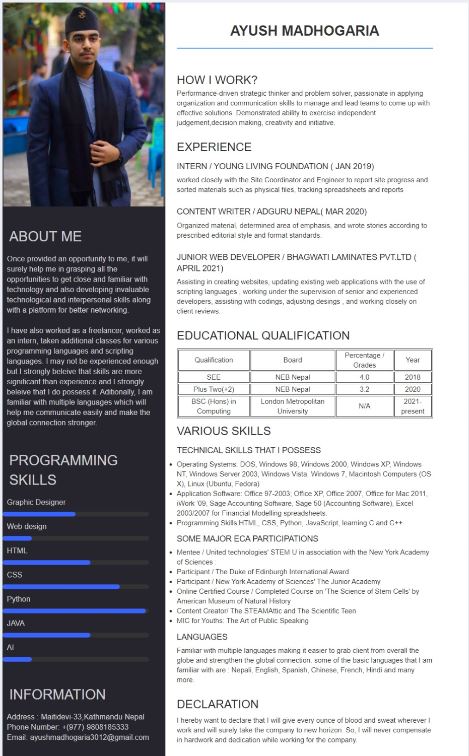 AYUSH MADHOGARIA
HOW I WORK?
Performance-driven strategic thinker and problem solver, passionate in applying
organization and communication skills to manage and lead teams to come up with
effective solutions. Demonstrated ability to exercise independent
judgement,decision making, creativity and initiative.
EXPERIENCE
INTERN / YOUNG LIVING FOUNDATION ( JAN 2019)
worked closely with the Site Coordinator and Engineer to report site progress and
sorted materials such as physical files, tracking spreadsheets and reports
CONTENT WRITER / ADGURU NEPAL( MAR 2020)
Organized material, determined area of emphasis, and wrote stories according to
prescribed editorial style and format standards.
JUNIOR WEB DEVELOPER / BHAGWATI LAMINATES PVT.LTD (
APRIL 2021)
Assisting in creating websites, updating existing web applications with the use of
scripting languages , working under the supervision of senior and experienced
developers, assisting with codings, adjusting desings , and working closely on
client reviews.
EDUCATIONAL QUALIFICATION
Qualification Board Percentage / Grades Year
SEE NEB Nepal 4.0 2018
Plus Two(+2) NEB Nepal 3.2 2020
BSC (Hons) in Computing London Metropolitan University N/A 2021-present
VARIOUS SKILLS
TECHNICAL SKILLS THAT I POSSESS
Operating Systems: DOS, Windows 98, Windows 2000, Windows XP, Windows
NT, Windows Server 2003, Windows Vista, Windows 7, Macintosh Computers (OS
X), Linux (Ubuntu, Fedora)
Application Software: Office 97-2003, Office XP, Office 2007, Office for Mac 2011,
iWork '09, Sage Accounting Software, Sage 50 (Accounting Software), Excel
2003/2007 for Financial Modelling spreadsheets.
Programming Skills:HTML, CSS, Python, JavaScript, learning C and C++
SOME MAJOR ECA PARTICIPATIONS
Mentee / United technologies' STEM U in association with the New York Academy
of Sciences
Participant / The Duke of Edinburgh International Award
Participant / New York Academy of Sciences' The Junior Academy
Online Certified Course / Completed Course on 'The Science of Stem Cells' by
American Museum of Natural History
Content Creator/ The STEAMAttic and The Scientific Teen
MIC for Youths: The Art of Public Speaking
LANGUAGES
Familiar with multiple languages making it easier to grab client from overall the
globe and strengthen the global connection. some of the basic languages that I am
familiar with are : Nepali, English, Spanish, Chinese, French, Hindi and many
more.
DECLARATION
I hereby want to declare that I will give every ounce of blood and sweat wherever I
work and will surely take the company to new horizon. So, I will never compensate
in hardwork and dedication while working for the company.
ABOUT ME
Once provided an opportunity to me, it will
surely help me in grasping all the
opportunities to get close and familiar with
technology and also developing invaluable
technological and interpersonal skills along
with a platform for better networking.
I have also worked as a freelancer, worked as
an intern, taken additional classes for various
programming languages and scripting
languages. I may not be experienced enough
but I strongly beleive that skills are more
significant than experience and I strongly
beleive that I do possess it. Aditionally, I am
familiar with multiple languages which will
help me communicate easily and make the
global connection stronger.
PROGRAMMING
SKILLS
Graphic Designer
Web design
HTML
CSS
Python
JAVA
AI
INFORMATION
Address : Maitidevi-33,Kathmandu Nepal
Phone Number: +(977) 9808185333
Email: ayushmadhogaria3012@gmail.com